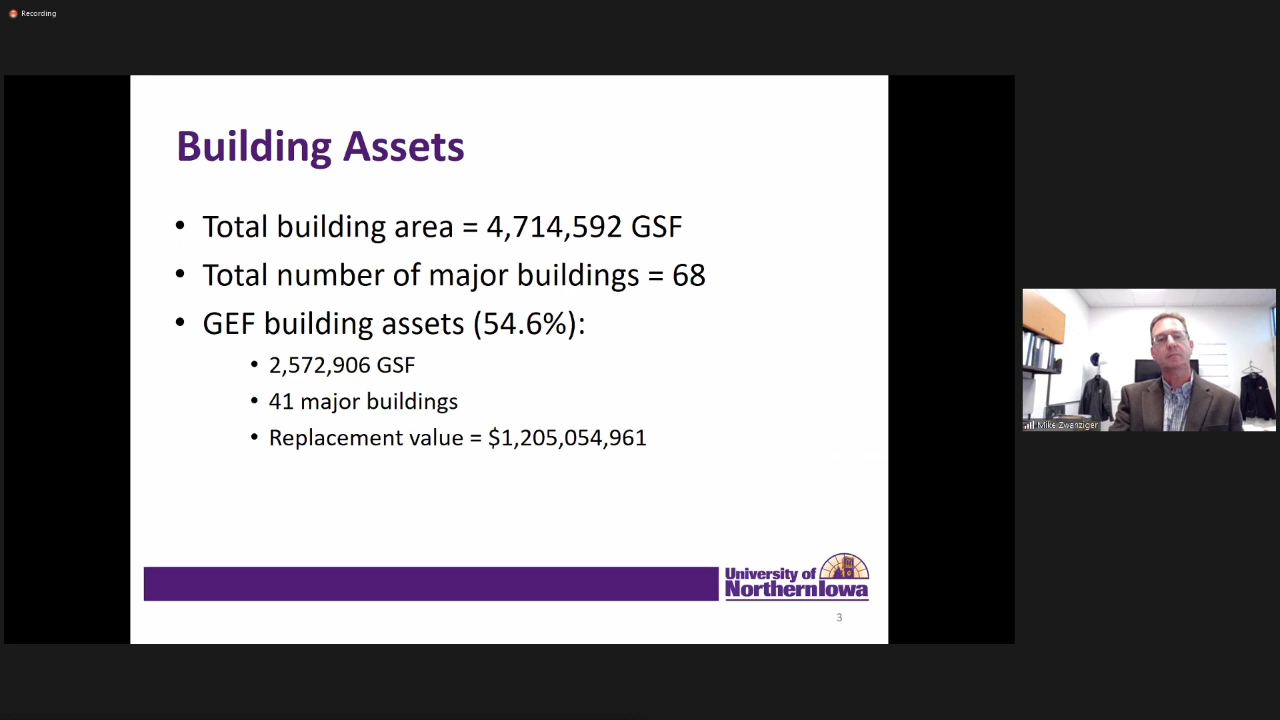 Recording
Building Assets
• Total building area = 4,714,592 GSF
• Total number of major buildings = 68
• GEF building assets (54.6%):
• 2,572,906 GSF
• 41 major buildings
• Replacement value = $1,205,054,961
University of
Northern Iowa
3
Mike Zwanziger